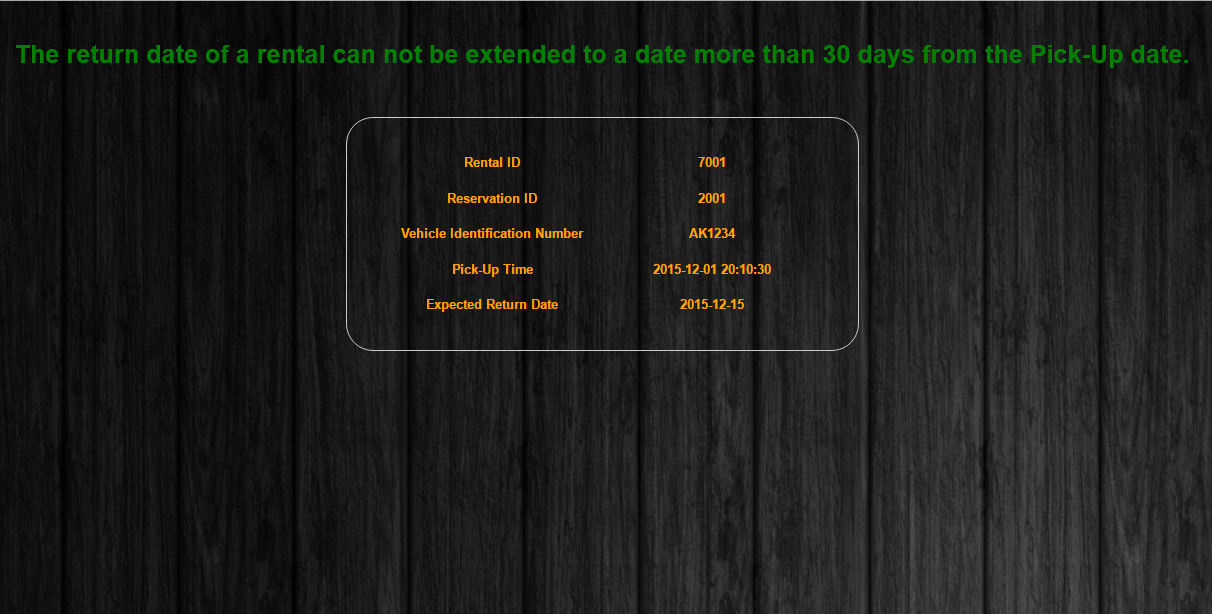 The return date of a rental can not be extended to a date more than 30 days from the Pick-Up date.
Rental ID 7001
Reservation ID 2001
Vehicle Identification Number AK1234
Pick-Up Time 2015-12-01 20:10:30
Expected Return Date 2015-12-15